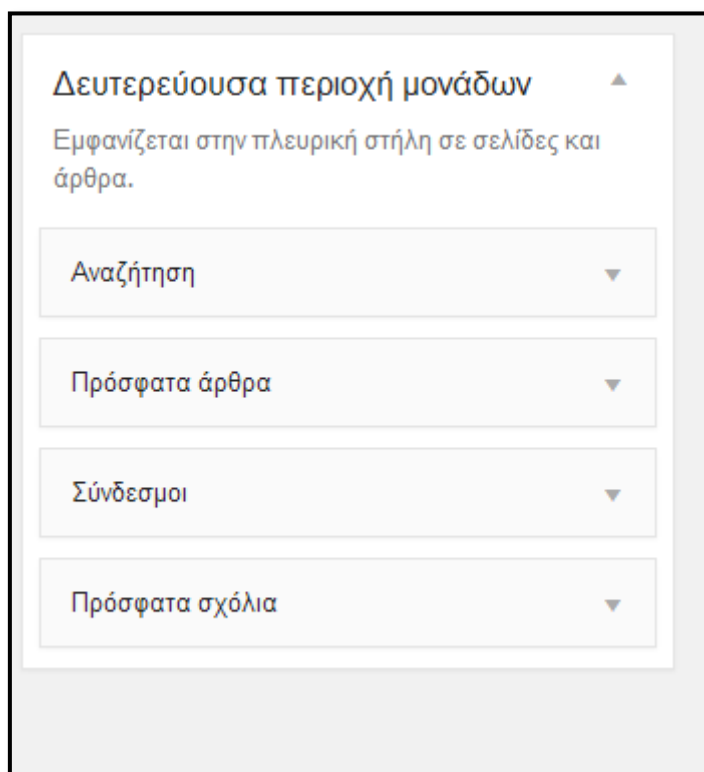 Δευτερεύουσα περιοχή μονάδων
Εμφανίζεται στην πλευρική στήλη σε σελίδες και
άρθρα.
Αναζήτηση
Πρόσφατα άρθρα
Σύνδεσμοι
Πρόσφατα σχόλια